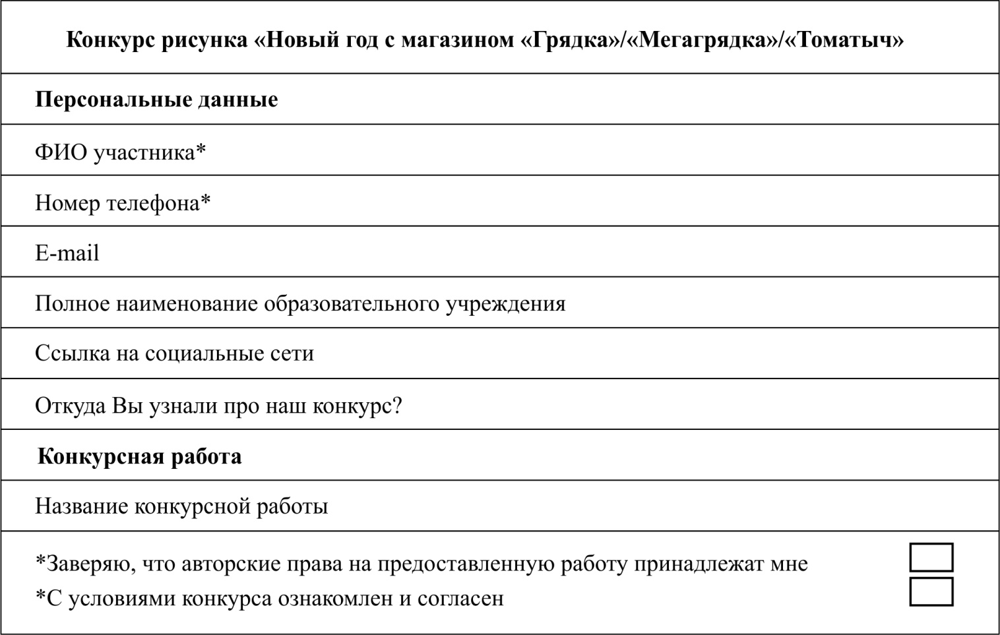 Конкурс рисунка «Новый год с магазином «Грядка»/«Мегагрядка»/«Томатыч»
Персональные данные
ФИО участника*
Номер телефона*
E-mail
Полное наименование образовательного учреждения
Ссылка на социальные сети
Откуда Вы узнали про наш конкурс?
Конкурсная работа
Название конкурсной работы
*Заверяю, что авторские права на предоставленную работу принадлежат мне
*С условиями конкурса ознакомлен и согласен